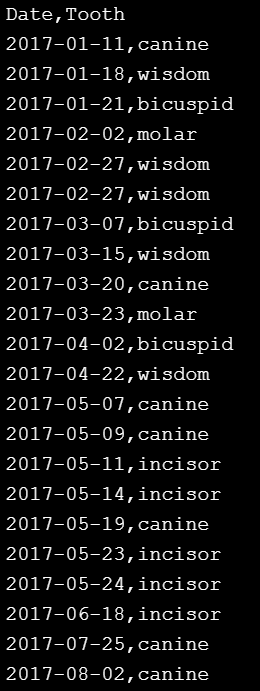 Date,Tooth
2017-01-11,canine
2017-01-18,wisdom
2017-01-21,bicuspid
2017-02-02,molar
2017-02-27,wisdom
2017-02-27,wisdom
2017-03-07,bicuspid
2017-03-15,wisdom
2017-03-20,canine
2017-03-23,molar
2017-04-02,bicuspid
2017-04-22,wisdom
2017-05-07,canine
2017-05-09,canine
2017-05-11,incisor
2017-05-14,incisor
2017-05-19,canine
2017-05-23,incisor
2017-05-24,incisor
2017-06-18,incisor
2017-07-25,canine
2017-08-02,canine